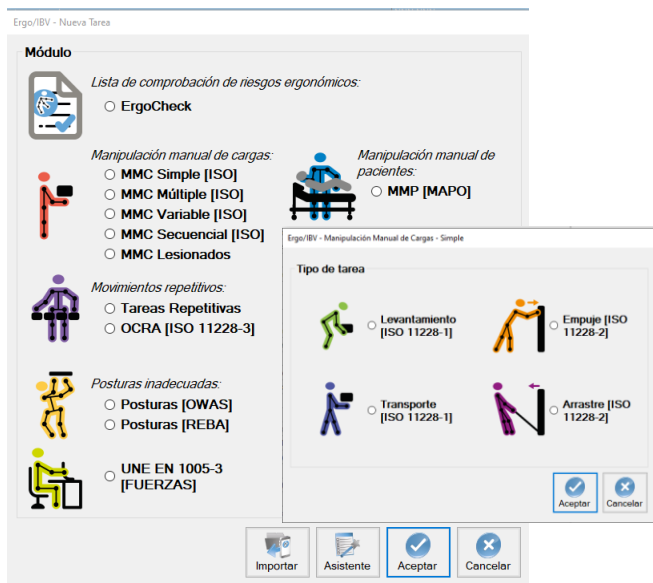 Ergo/IBV - Nueva Tarea
Módulo
Lista de comprobación de riesgos ergonómicos:
ErgoCheck
Manipulación manual de cargas:
MMC Simple [ISO]
MMC Múltiple [ISO]
MMC Variable [ISO]
MMC Secuencial [ISO]
MMC Lesionados
Manipulación manual de
pacientes:
MMP [MAPO]
Movimientos repetitivos:
Tareas Repetitivas
OCRA [ISO 11228-3]
Posturas inadecuadas:
Posturas [OWAS]
Posturas [REBA]
UNE EN 1005-3
[FUERZAS]
Importar
Asistente
Aceptar
Cancelar
Ergo/IBV - Manipulación Manual de Cargas - Simple
Tipo de tarea
Levantamiento
[ISO 11228-1]
Empuje [ISO
11228-2]
Transporte
[ISO 11228-1]
Arrastre [ISO
11228-2]
Aceptar
Cancelar